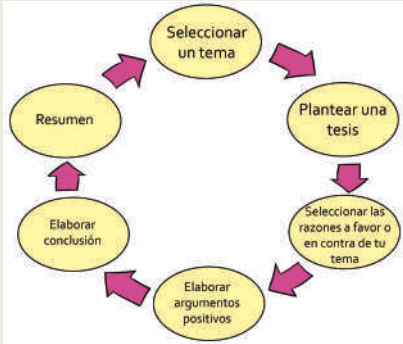 Seleccionar
un tema
Plantear una
tesis
Seleccionar las
razones a favor o
en contra de tu
tema
Elaborar
argumentos
positivos
Elaborar
conclusión
Resumen